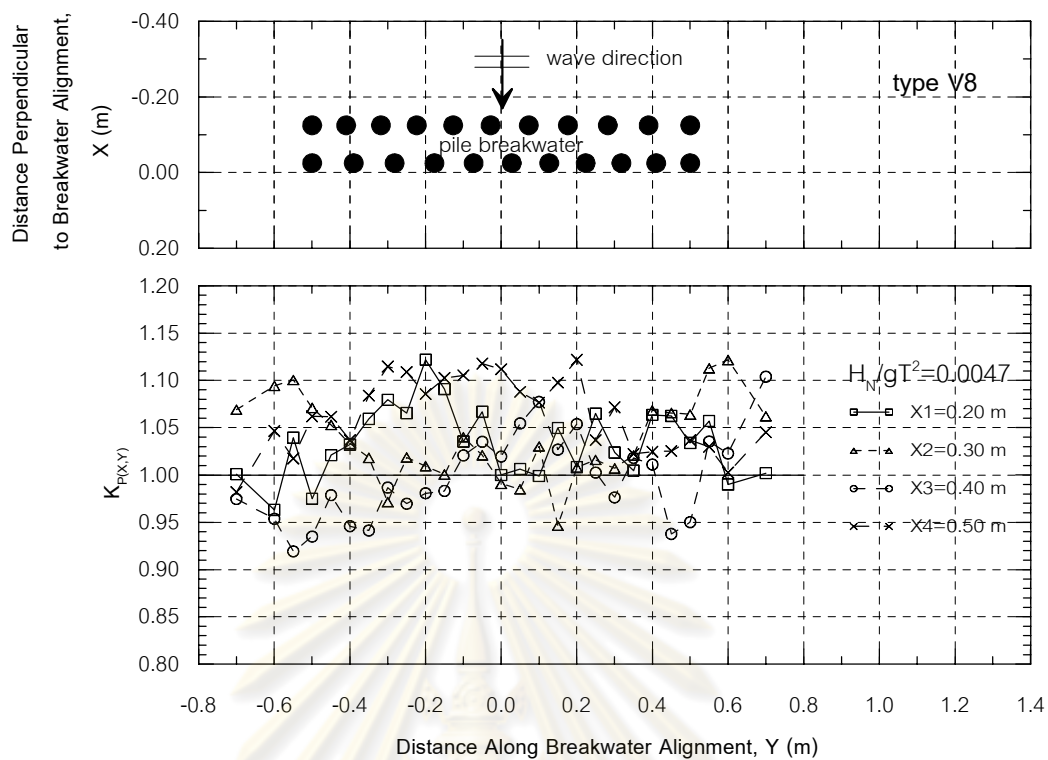 Distance Perpendicular
to Breakwater Alignment,
X (m)
-0.40
-0.20
0.00
0.20
wave direction
type V8
pile breakwater
1.20
1.15
1.10
1.05
1.00
0.95
0.90
0.85
0.80
K_P(X,Y)
H_N/gT²=0.0047
X1=0.20 m
X2=0.30 m
X3=0.40 m
X4=0.50 m
-0.8 -0.6 -0.4 -0.2 0.0 0.2 0.4 0.6 0.8 1.0 1.2 1.4
Distance Along Breakwater Alignment, Y (m)